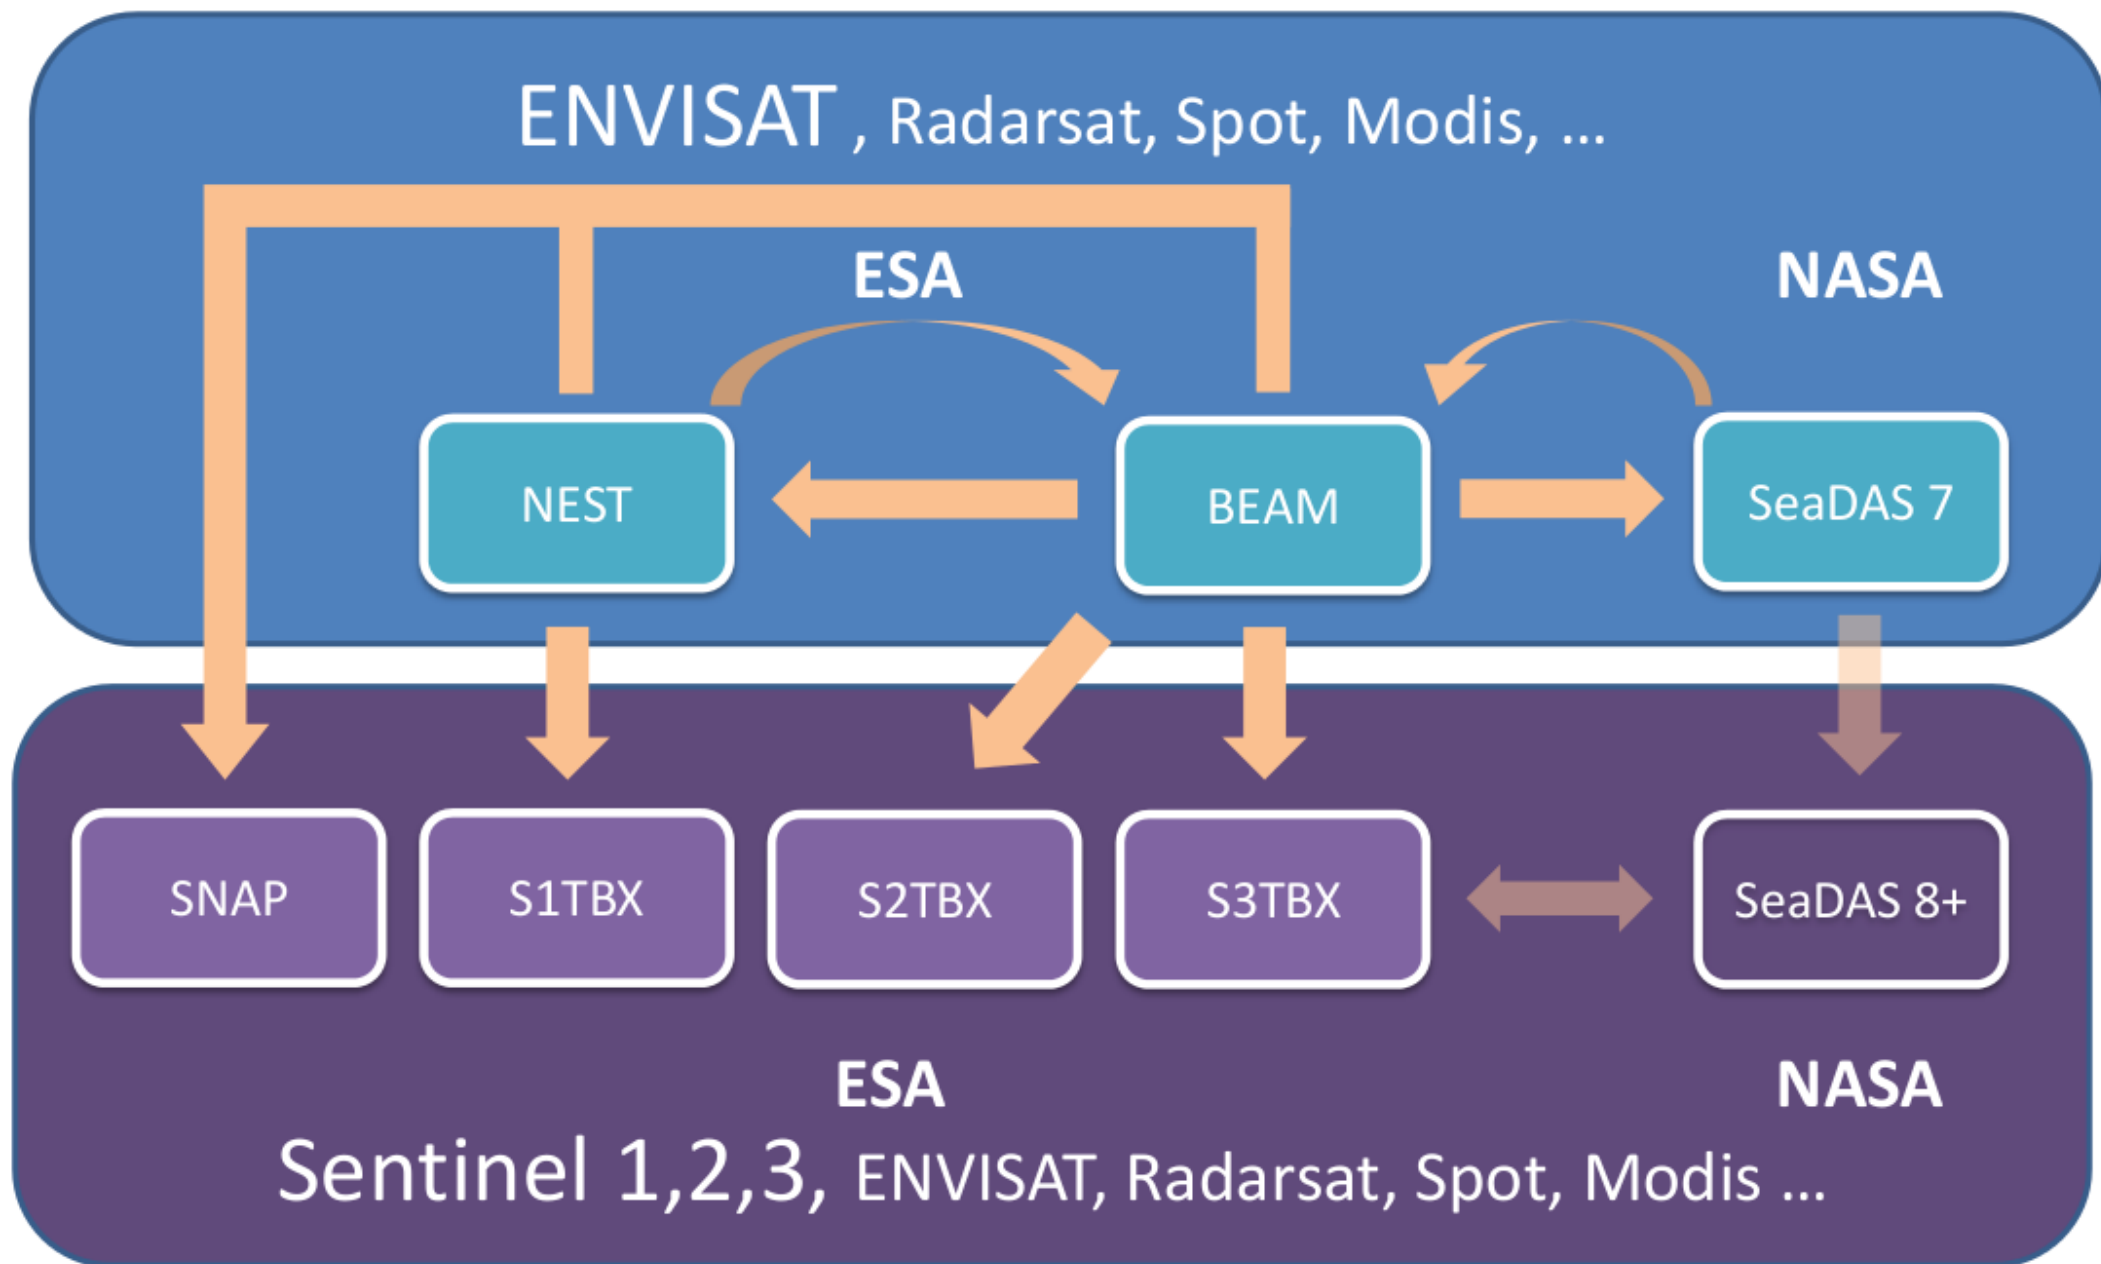 ENVISAT , Radarsat, Spot, Modis, ...
ESA NASA
NEST BEAM SeaDAS 7
SNAP S1TBX S2TBX S3TBX SeaDAS 8+
ESA NASA
Sentinel 1,2,3, ENVISAT, Radarsat, Spot, Modis ...